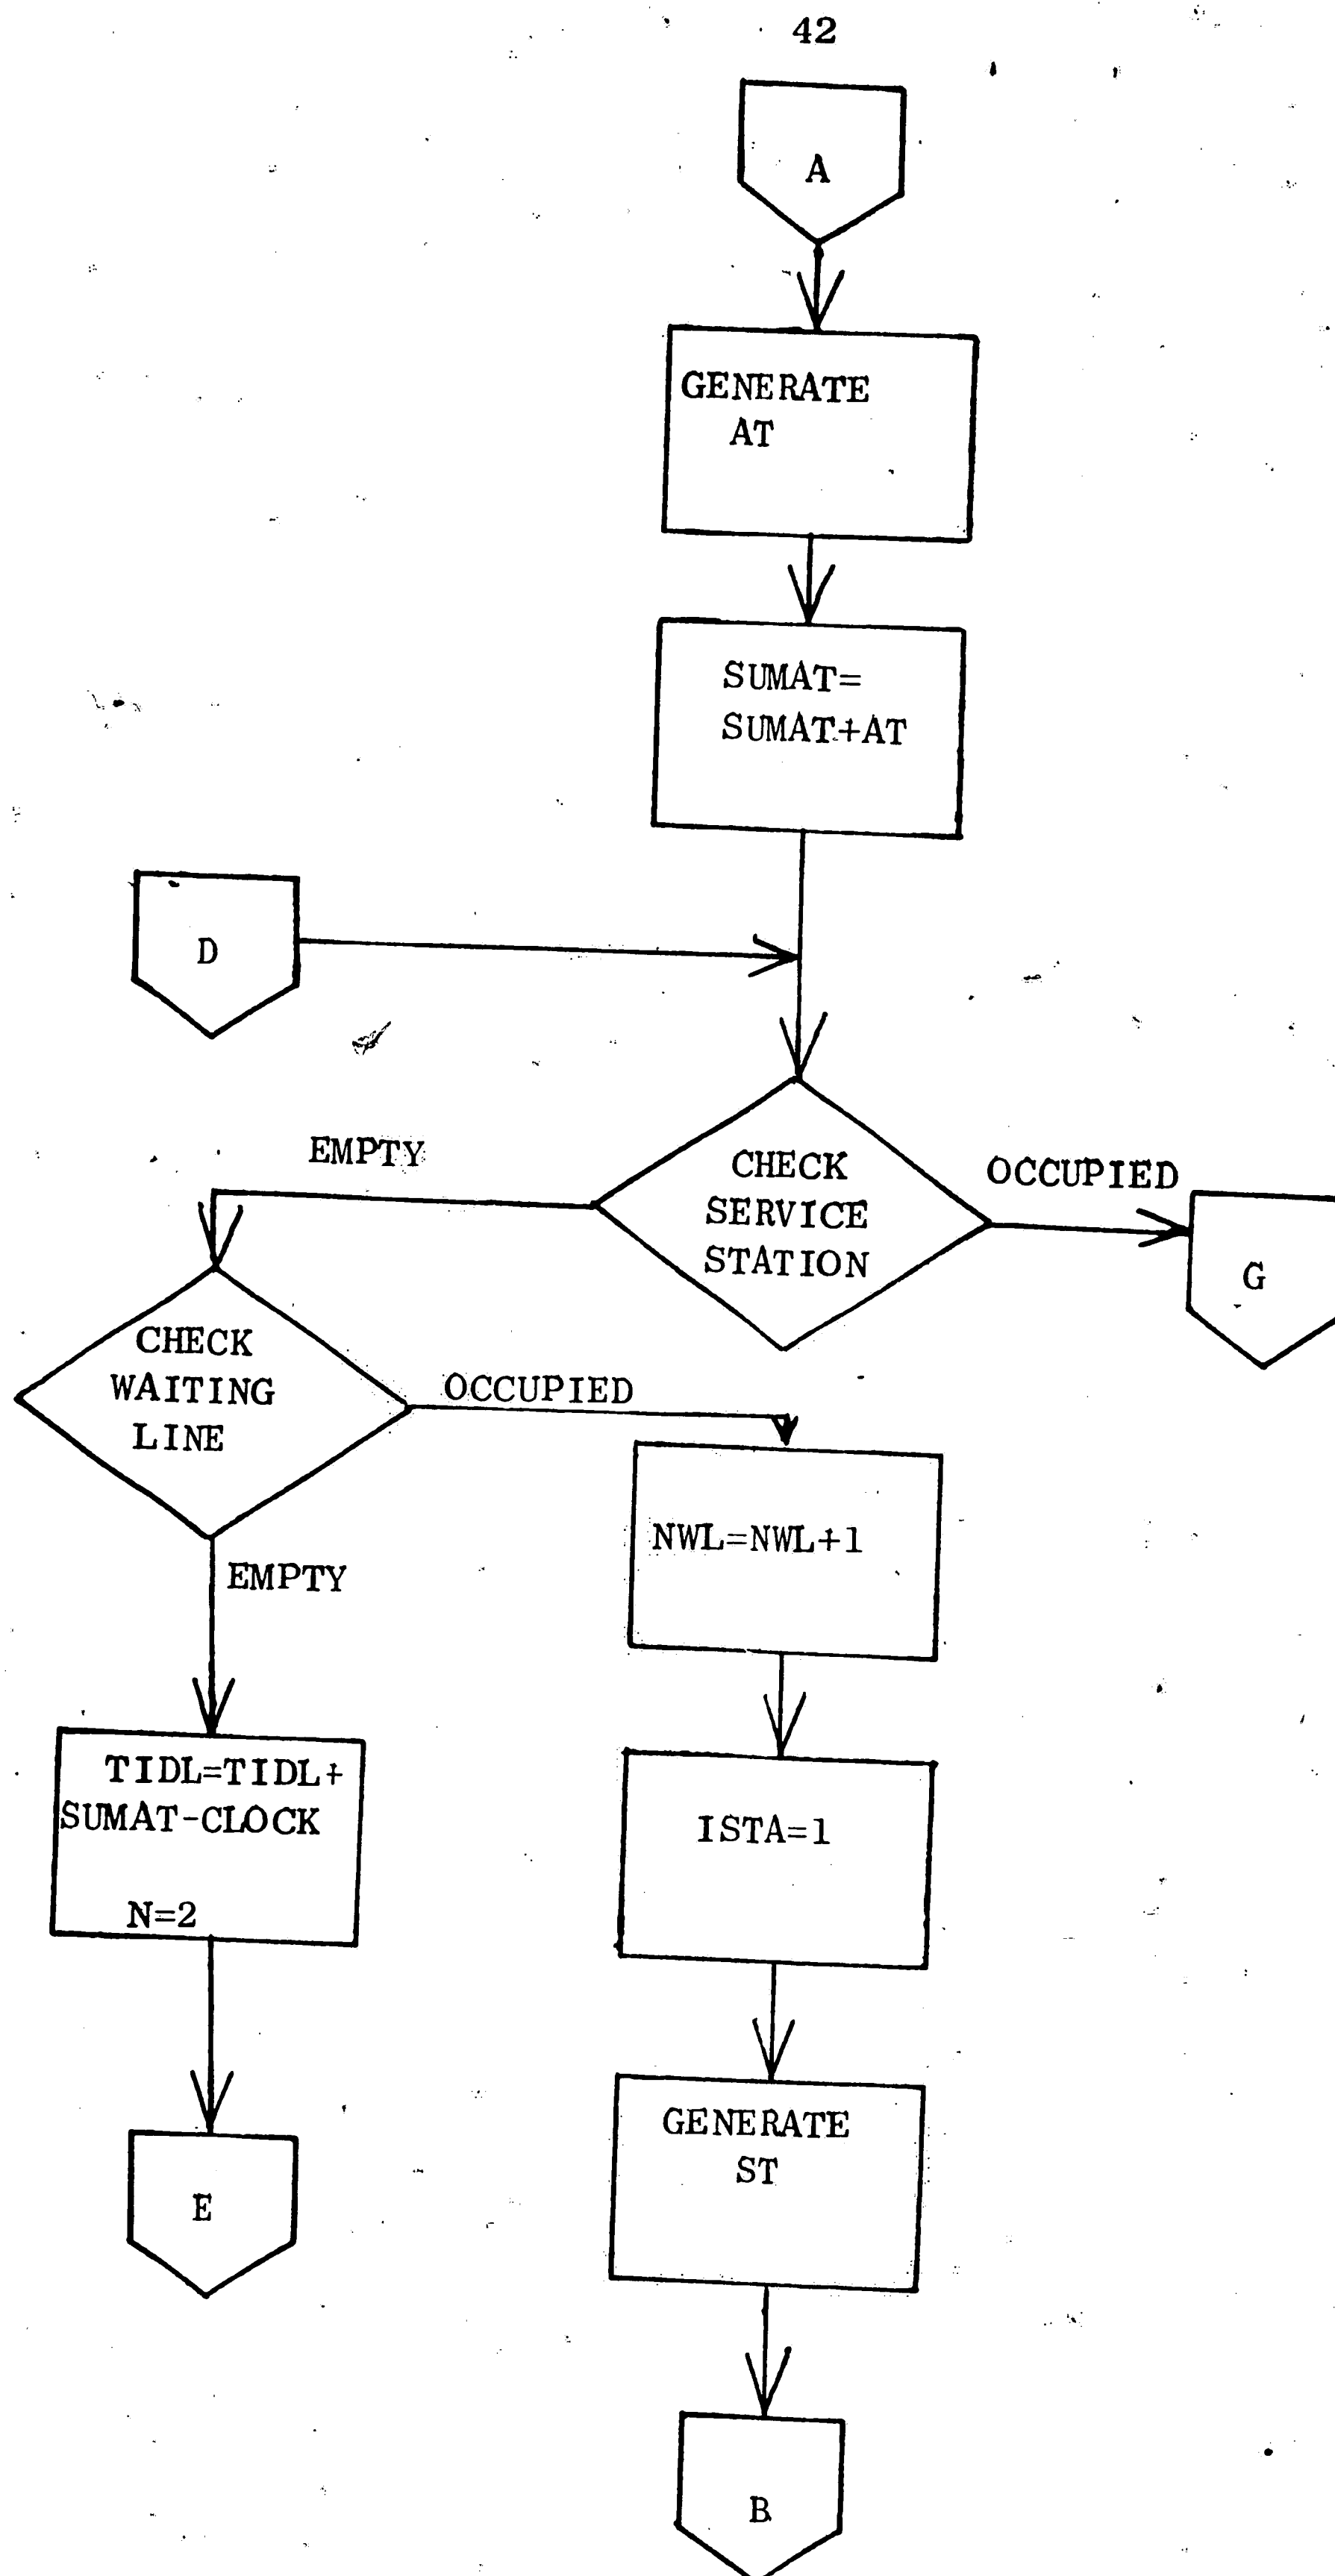 42
A
GENERATE
AT
SUMAT=
SUMAT+AT
D
EMPTY
CHECK
SERVICE
STATION
OCCUPIED
G
CHECK
WAITING
LINE
OCCUPIED
NWL=NWL+1
EMPTY
TIDL=TIDL+
SUMAT-CLOCK
N=2
ISTA=1
GENERATE
ST
E
B